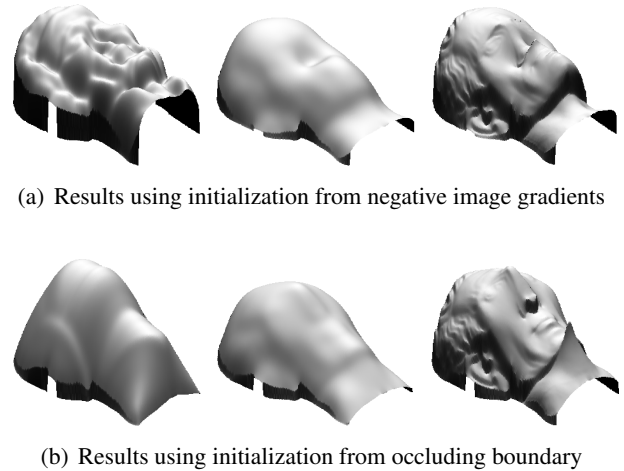 (a) Results using initialization from negative image gradients
(b) Results using initialization from occluding boundary